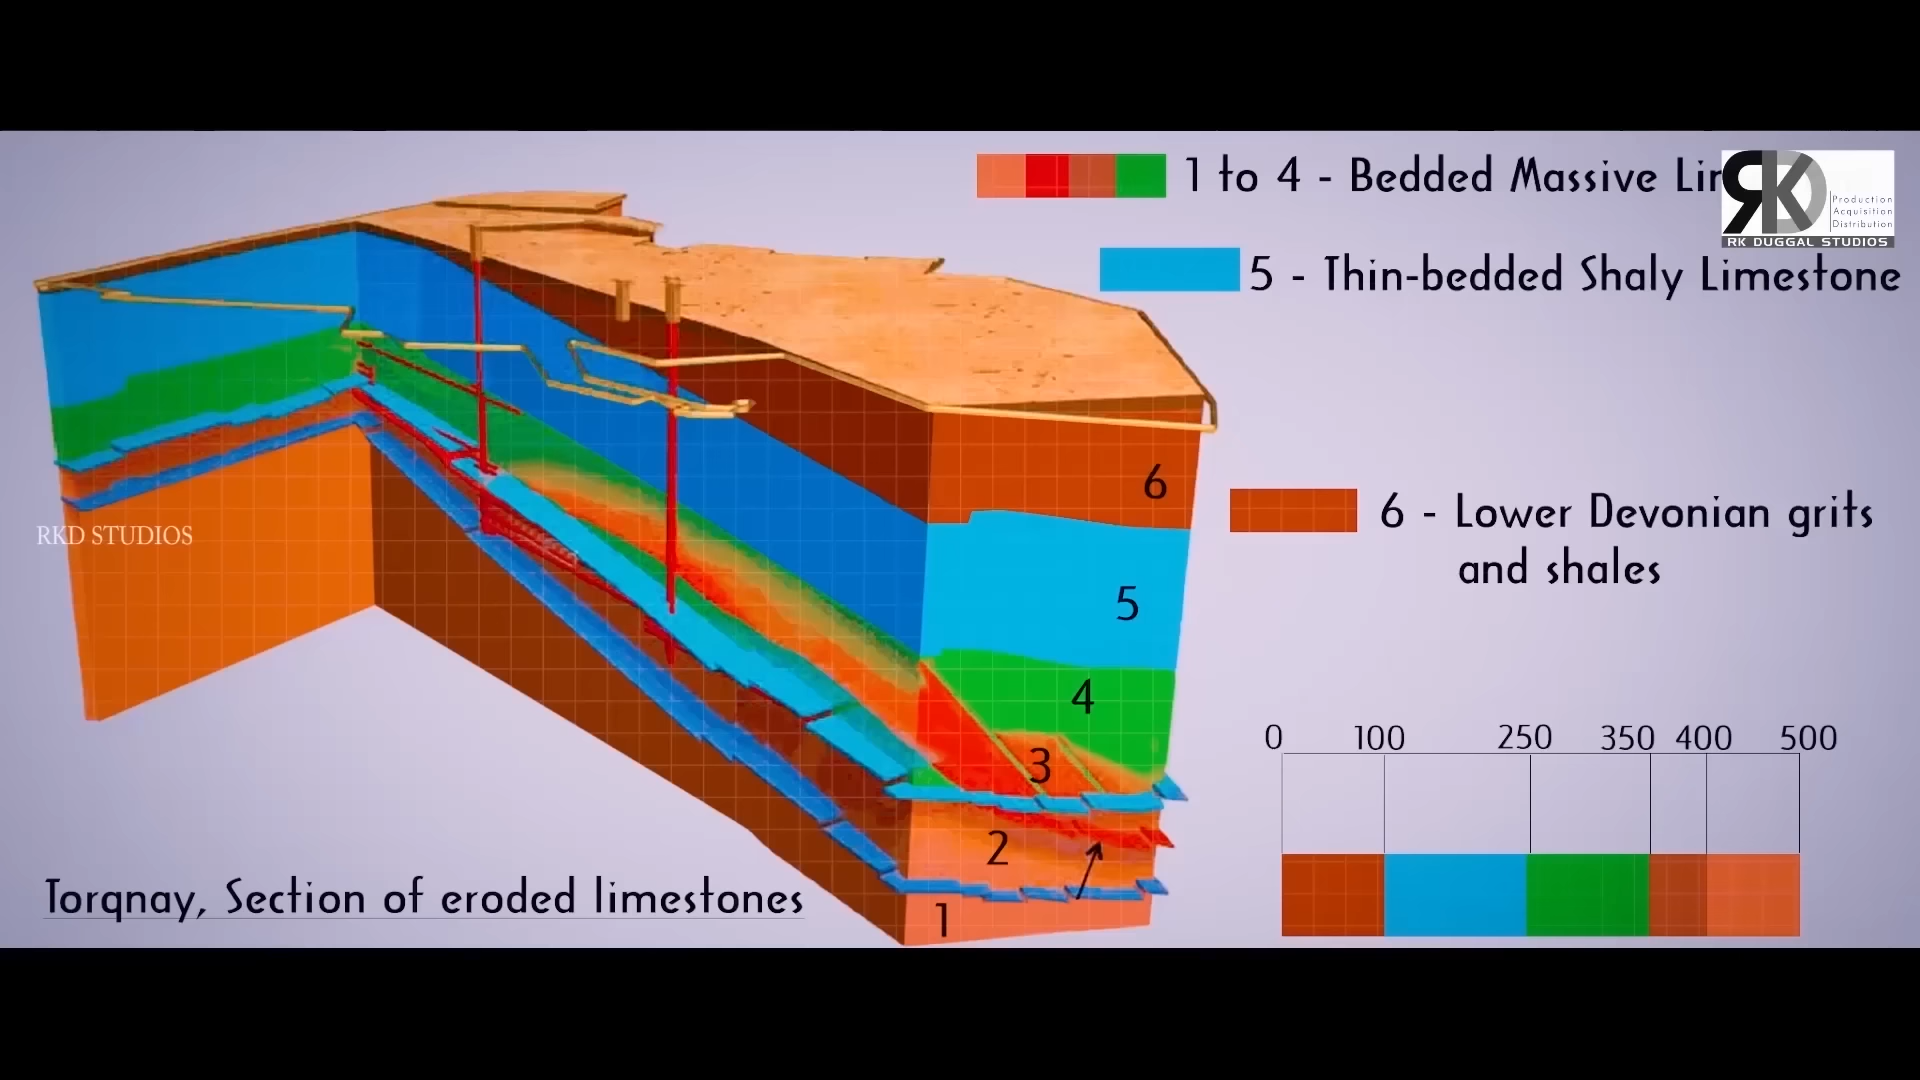 1 to 4 - Bedded Massive
Production
Acquisition
Distribution
RK
RK DUGGAL STUDIOS
5 - Thin-bedded Shaly Limestone
6
6 - Lower Devonian grits
and shales
RKD STUDIOS
5
4
3
0 100 250 350 400 500
2
Torqnay, Section of eroded limestones
1